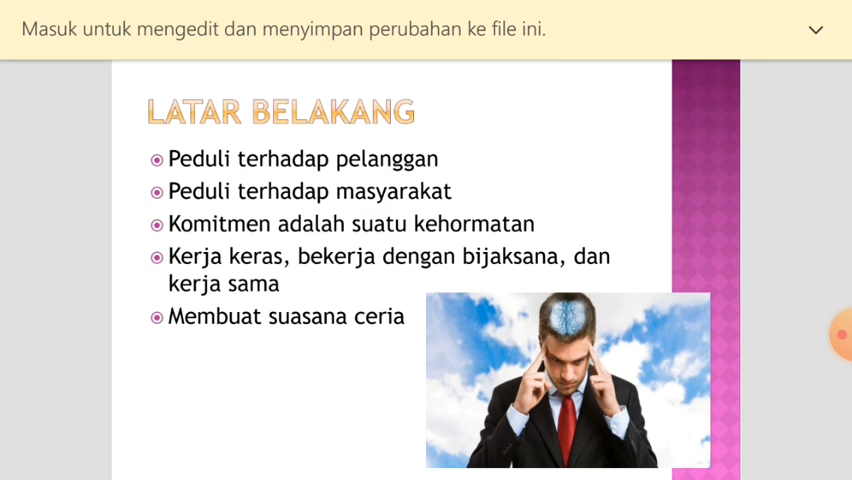 Masuk untuk mengedit dan menyimpan perubahan ke file ini.
LATAR BELAKANG
Peduli terhadap pelanggan
Peduli terhadap masyarakat
Komitmen adalah suatu kehormatan
Kerja keras, bekerja dengan bijaksana, dan
kerja sama
Membuat suasana ceria